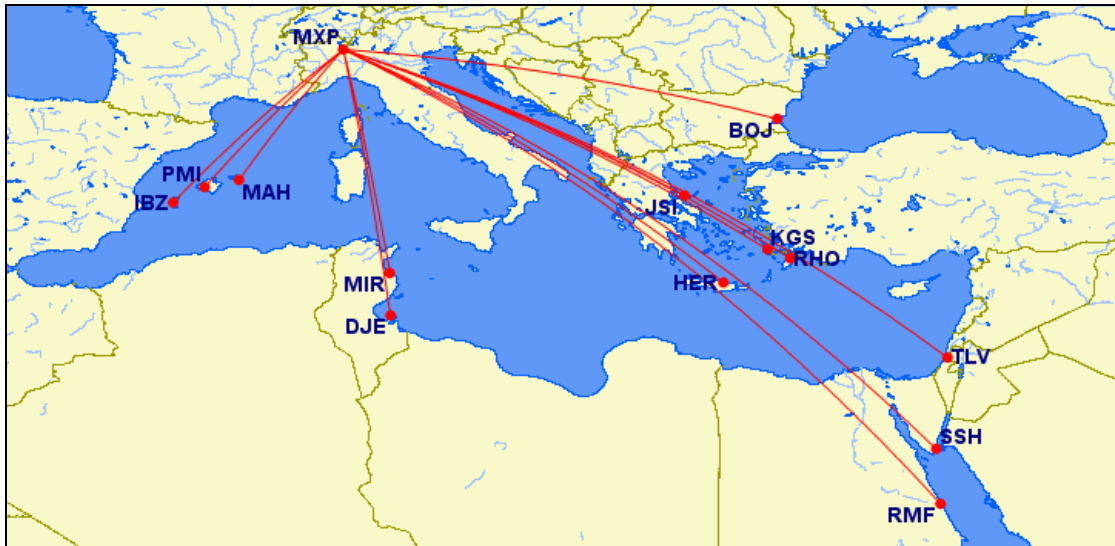 MXP
BOJ
PMI
MAH
IBZ
JSI
KGS
RHO
MIR
HER
DJE
TLV
SSH
RMF